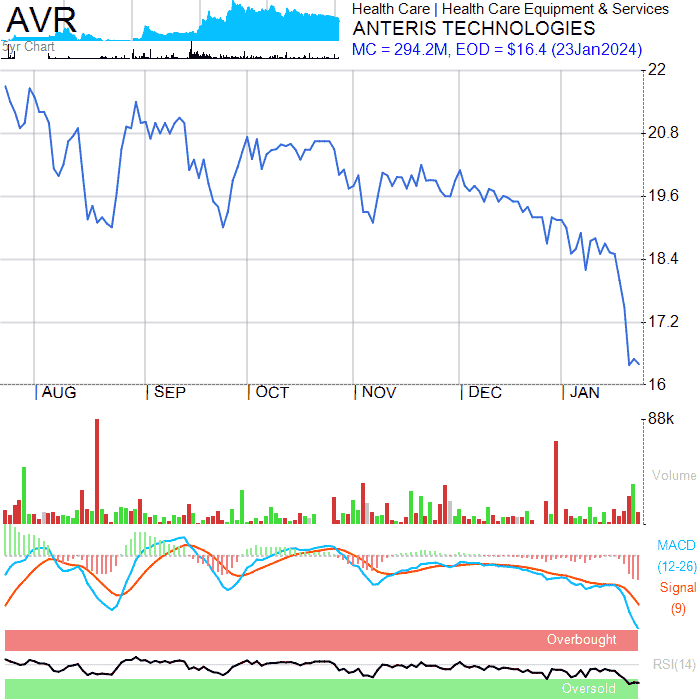 AVR
5yr Chart
Health Care | Health Care Equipment & Services
ANTERIS TECHNOLOGIES
MC = 294.2M, EOD = $16.4 (23Jan2024)
22
20.8
19.6
18.4
17.2
16
| AUG | SEP | OCT | NOV | DEC | JAN
88k
Volume
MACD
(12-26)
Signal
(9)
Overbought
RSI(14)
Oversold